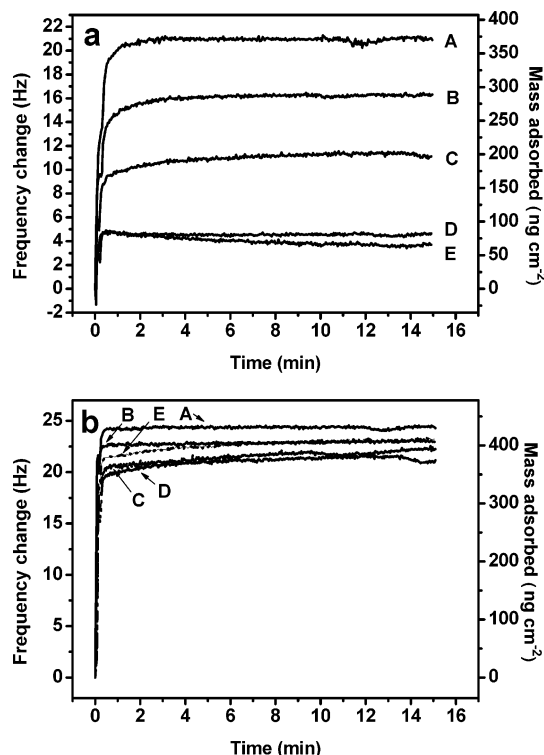 a
Frequency change (Hz)
22
20
18
16
14
12
10
8
6
4
2
0
-2
0 2 4 6 8 10 12 14 16
Time (min)
400
350
300
250
200
150
100
50
0
Mass adsorbed ( ng cm⁻²)
A
B
C
D
E
b
Frequency change (Hz)
25
20
15
10
5
0
0 2 4 6 8 10 12 14 16
Time (min)
400
300
200
100
0
Mass adsorbed ( ng cm⁻²)
B E A
C D